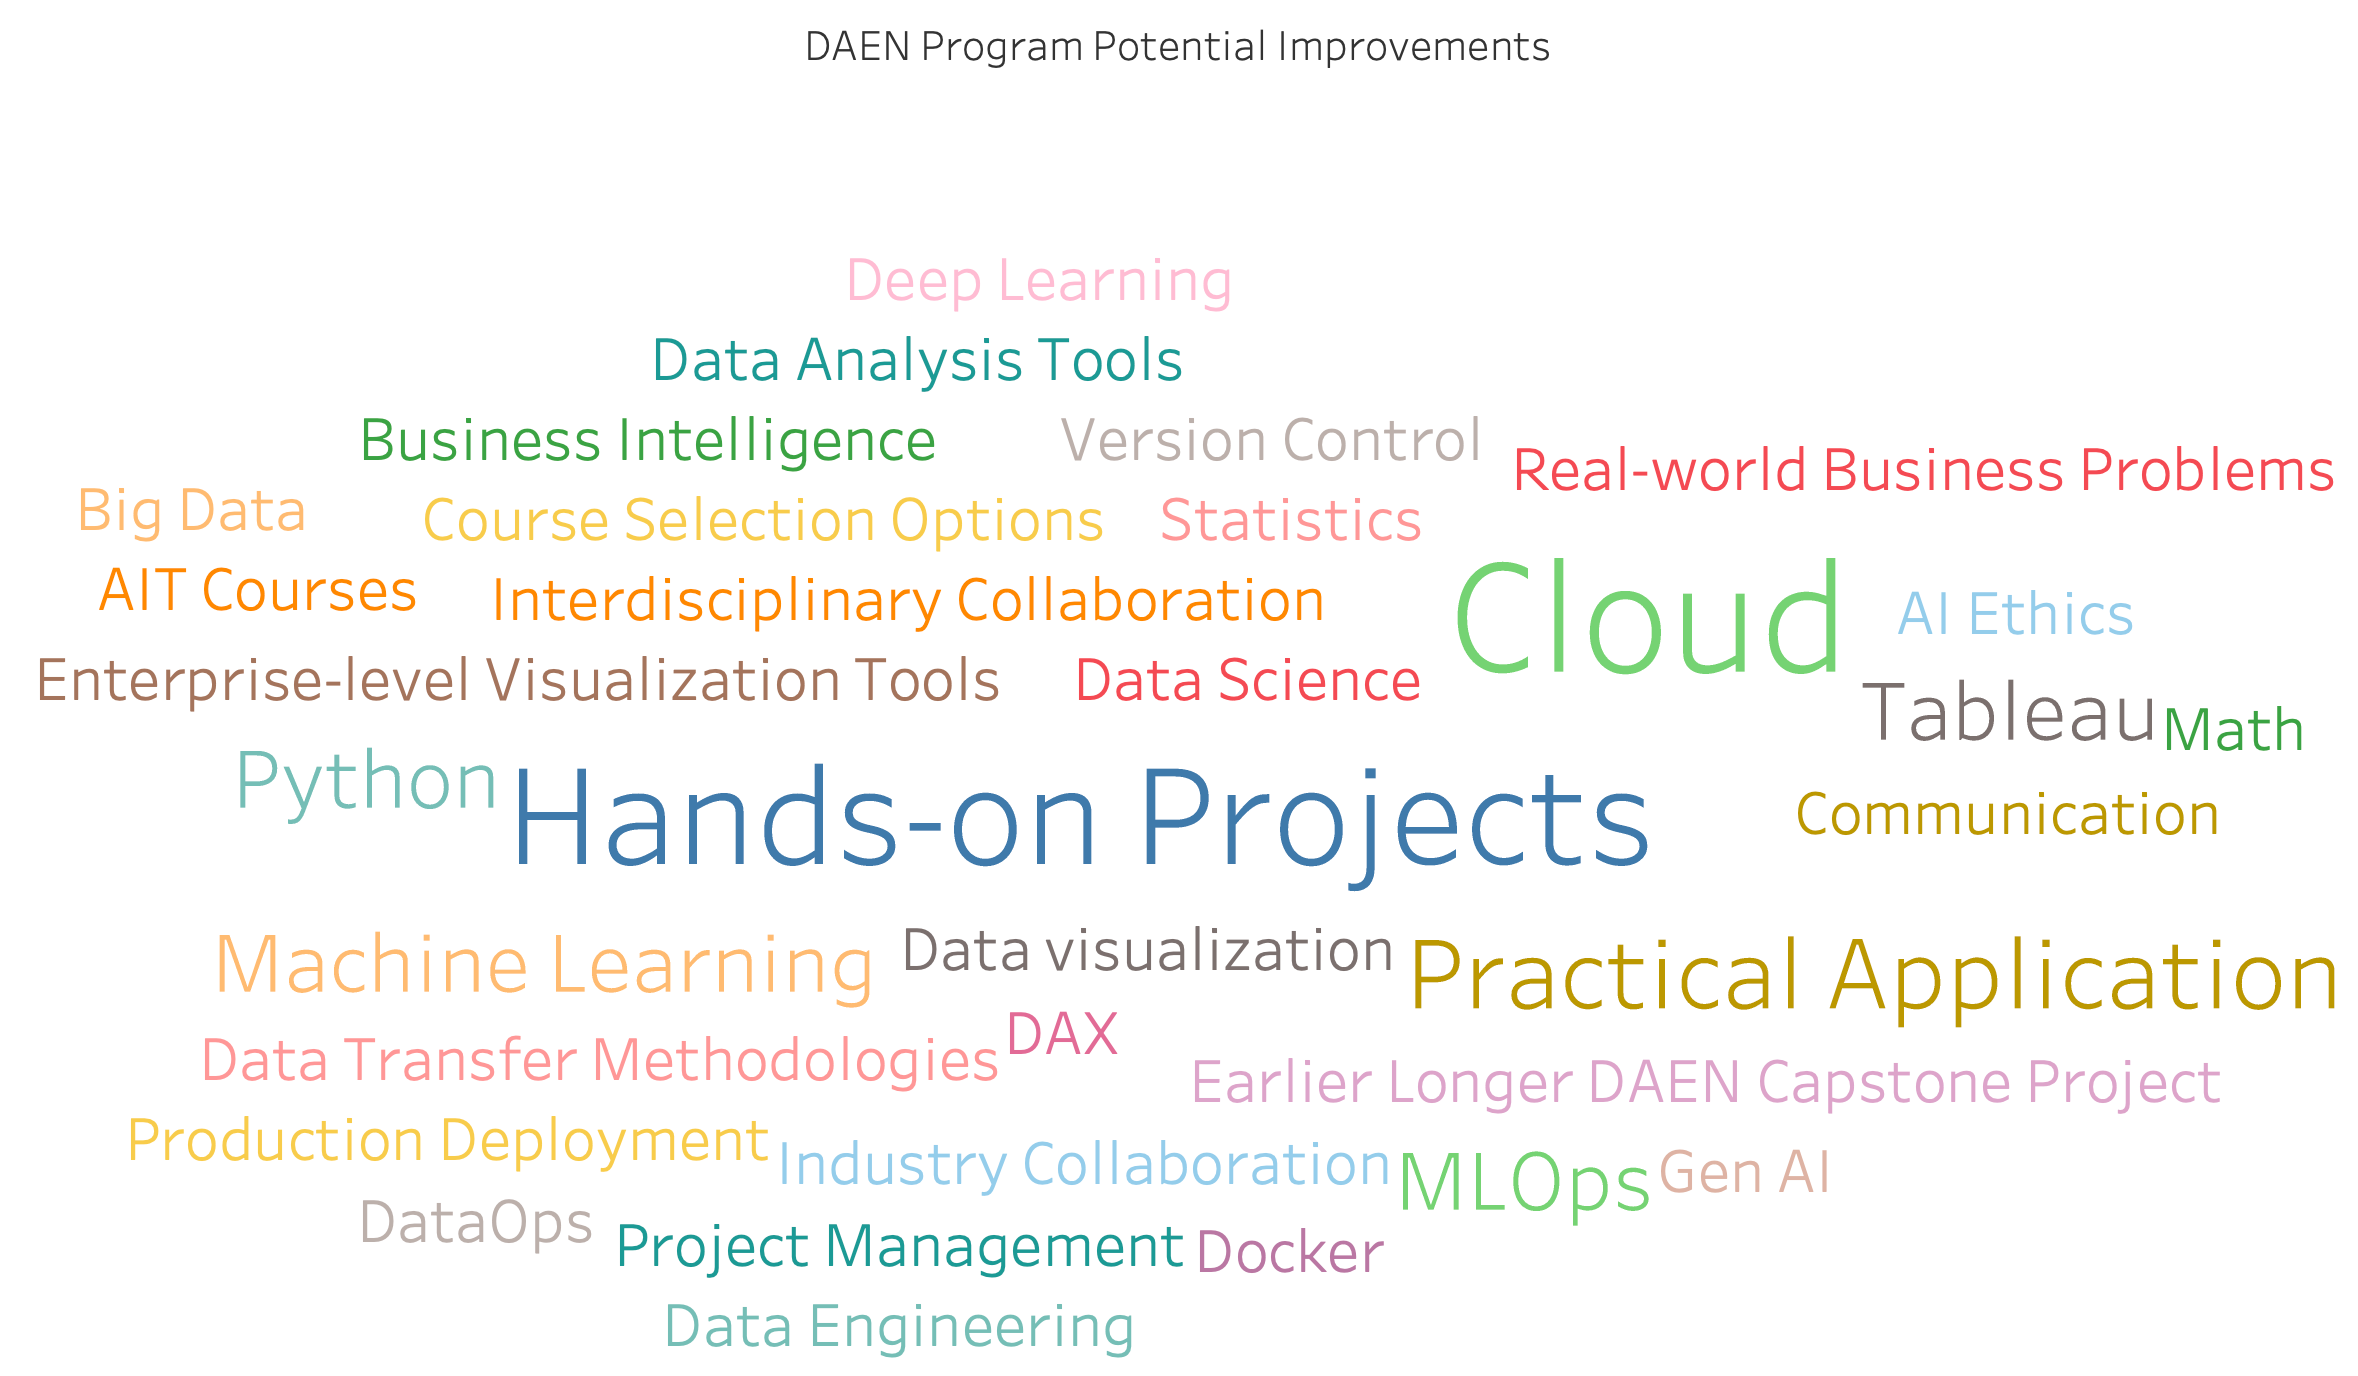 DAEN Program Potential Improvements
Deep Learning
Data Analysis Tools
Business Intelligence
Version Control
Real-world Business Problems
Big Data
Course Selection Options
Statistics
AIT Courses
Interdisciplinary Collaboration
Cloud
AI Ethics
Enterprise-level Visualization Tools
Data Science
Tableau
Math
Python
Hands-on Projects
Communication
Machine Learning
Data visualization
Practical Application
Data Transfer Methodologies
DAX
Earlier Longer DAEN Capstone Project
Production Deployment
Industry Collaboration
MLOps
Gen AI
DataOps
Project Management
Docker
Data Engineering